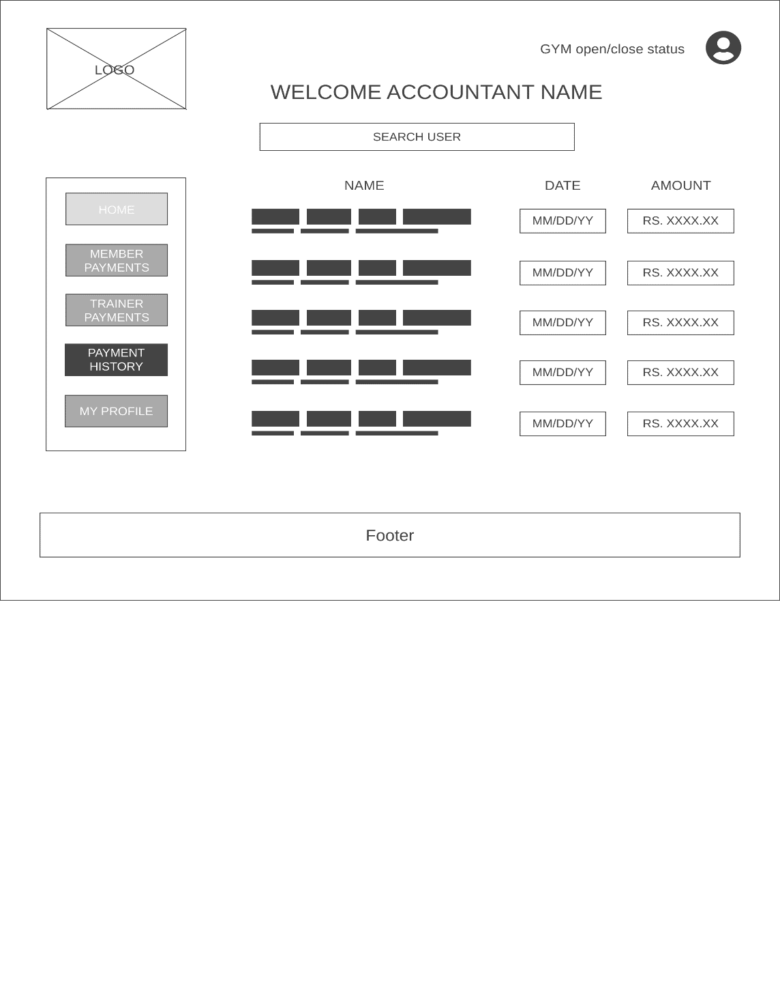 LOGO
GYM open/close status
WELCOME ACCOUNTANT NAME
SEARCH USER
HOME
MEMBER
PAYMENTS
TRAINER
PAYMENTS
PAYMENT
HISTORY
MY PROFILE
NAME DATE AMOUNT
MM/DD/YY RS. XXXX.XX
MM/DD/YY RS. XXXX.XX
MM/DD/YY RS. XXXX.XX
MM/DD/YY RS. XXXX.XX
MM/DD/YY RS. XXXX.XX
Footer